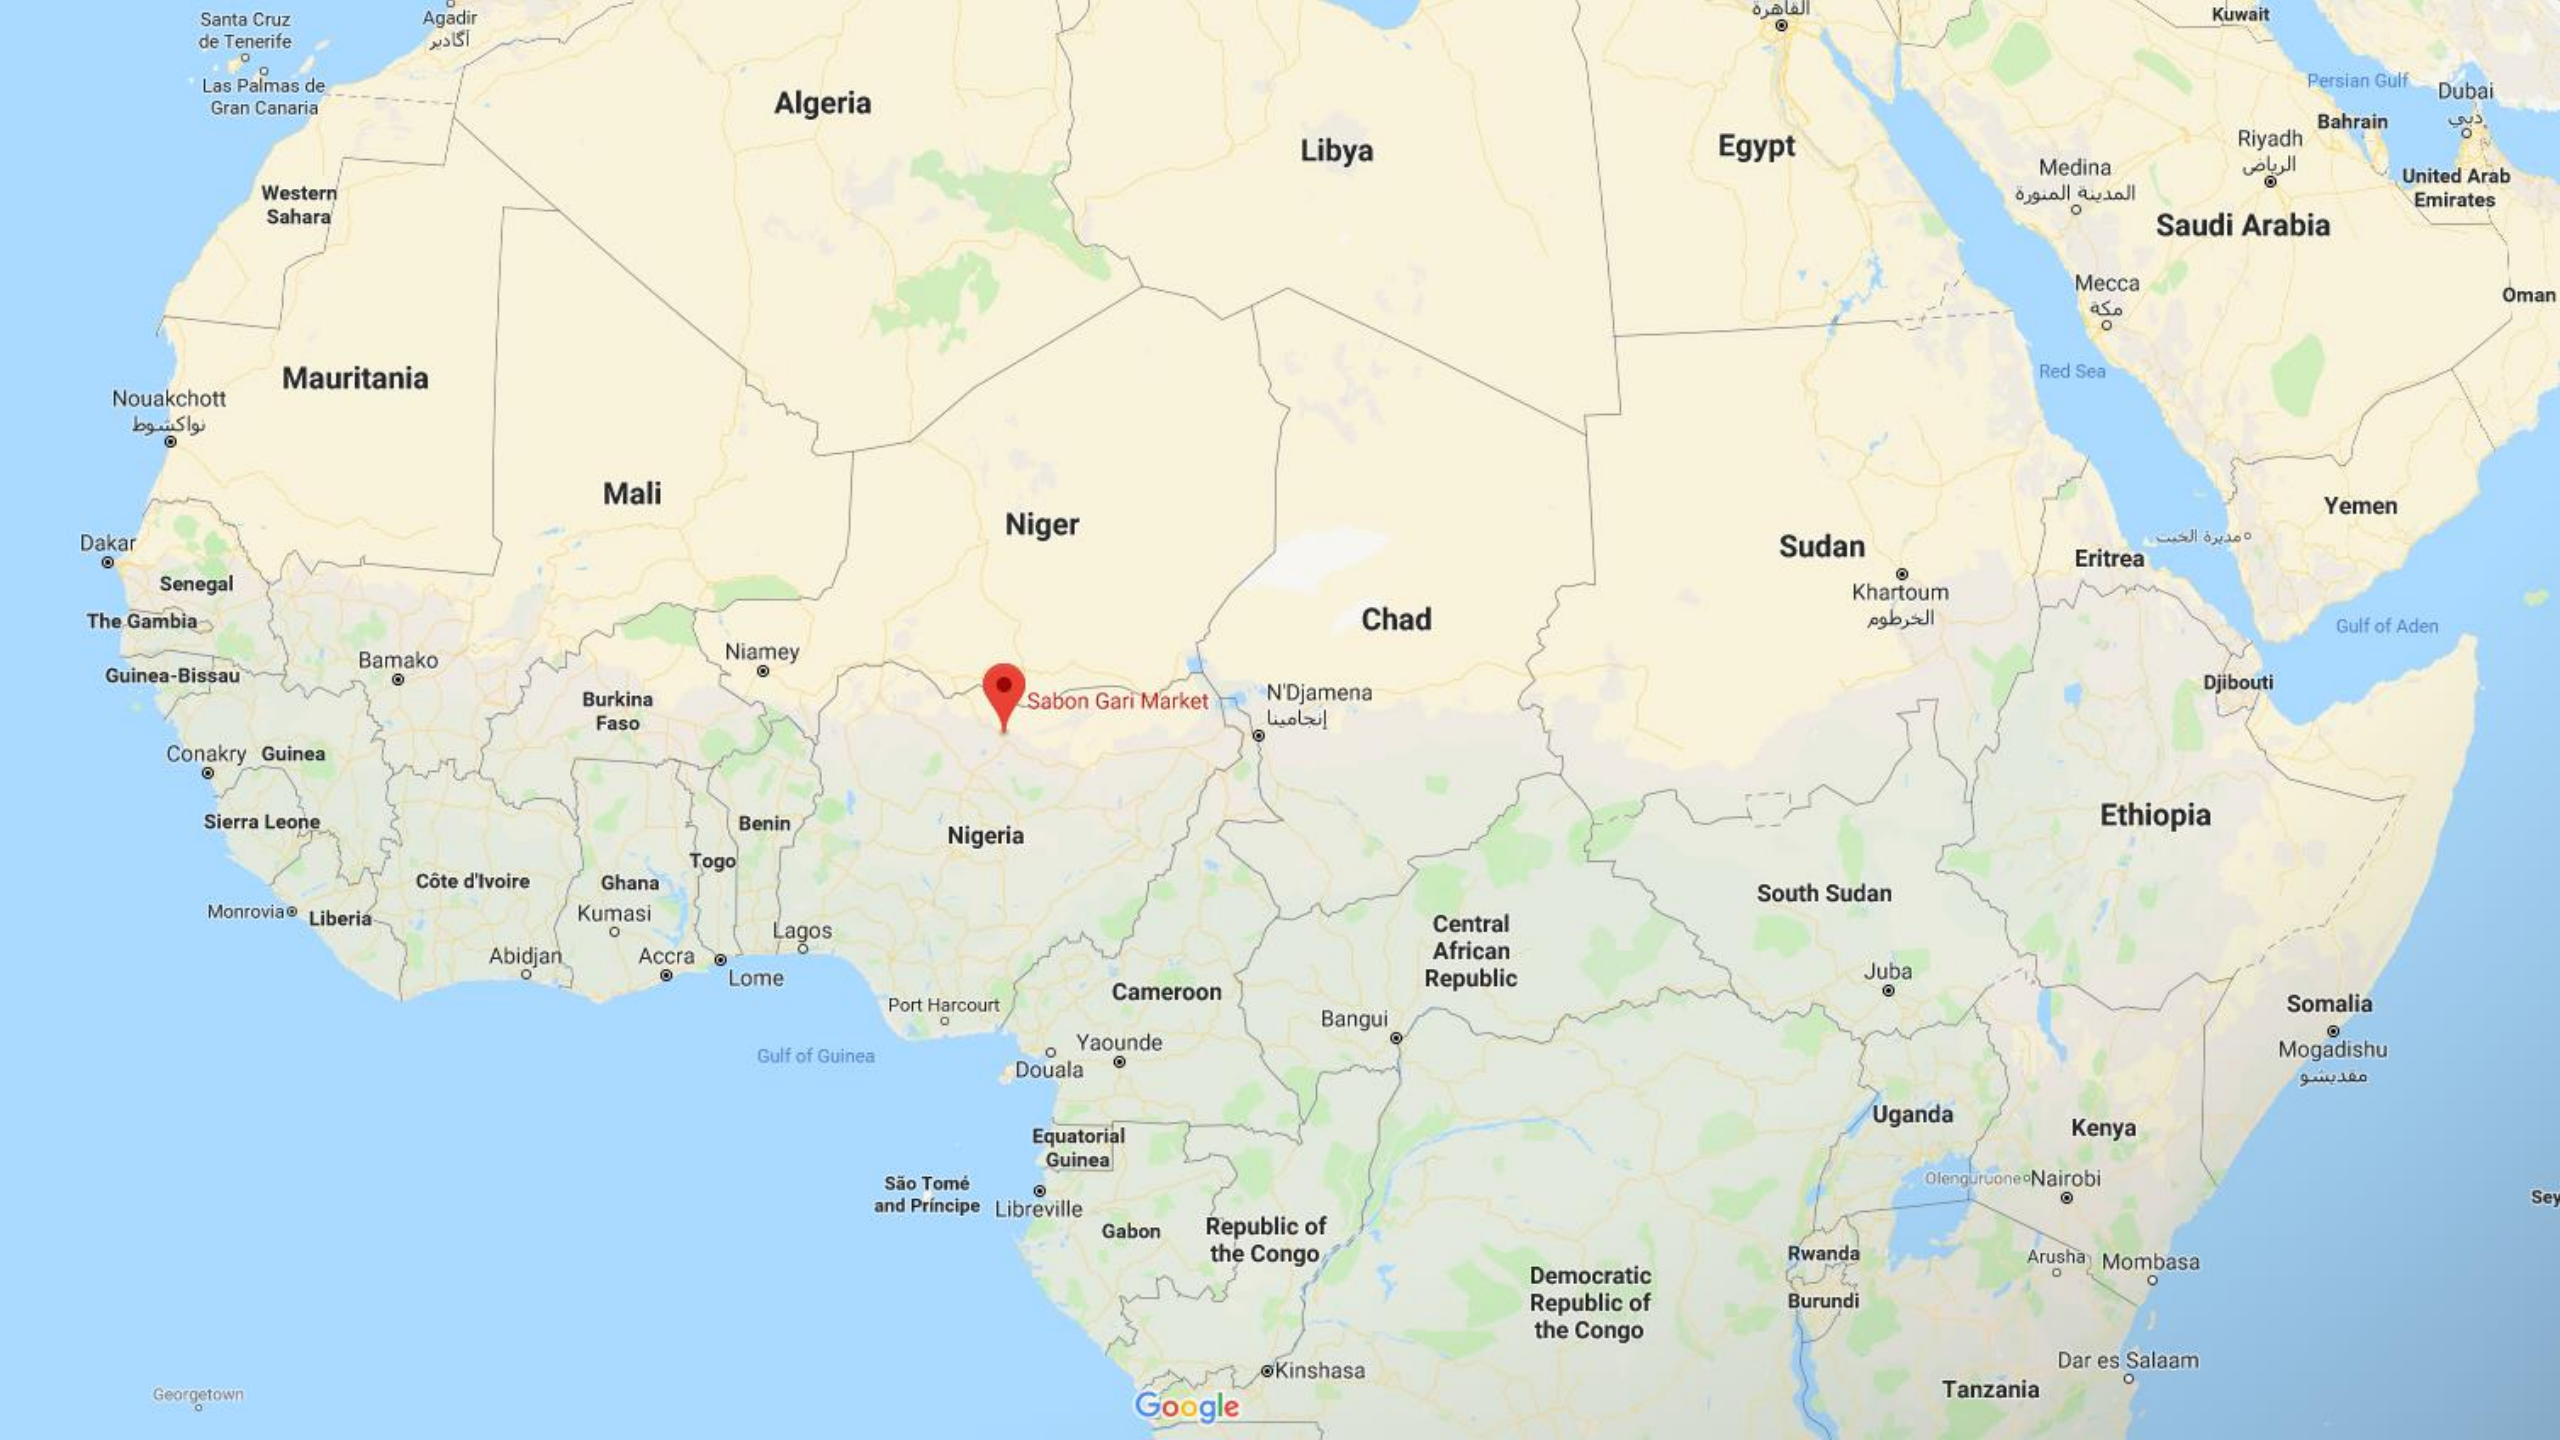 Santa Cruz
de Tenerife
Agadir
أگادير
القاهرة
Kuwait
Las Palmas de
Gran Canaria
Algeria
Libya
Egypt
Persian Gulf
Dubai
دبي
Bahrain
Riyadh
الرياض
Medina
المدينة المنورة
United Arab
Emirates
Western
Sahara
Saudi Arabia
Mecca
مكة
Oman
Mauritania
Red Sea
Nouakchott
نواكشوط
Mali
Niger
Yemen
مديرة الخبت
Dakar
Sudan
Eritrea
Senegal
Khartoum
الخرطوم
The Gambia
Chad
Gulf of Aden
Niamey
Bamako
Guinea-Bissau
Djibouti
Burkina
Faso
Sabon Gari Market
N'Djamena
إنجامينا
Conakry
Guinea
Sierra Leone
Benin
Nigeria
Ethiopia
Togo
Côte d'Ivoire
Ghana
South Sudan
Monrovia
Liberia
Kumasi
Lagos
Central
African
Republic
Abidjan
Accra
Lome
Juba
Port Harcourt
Cameroon
Somalia
Bangui
Mogadishu
مقديشو
Gulf of Guinea
Yaounde
Douala
Uganda
Kenya
Equatorial
Guinea
São Tomé
and Príncipe
Libreville
Olenguruone
Nairobi
Sey
Gabon
Republic of
the Congo
Rwanda
Arusha
Mombasa
Democratic
Republic of
the Congo
Burundi
Kinshasa
Dar es Salaam
Tanzania
Georgetown
Google